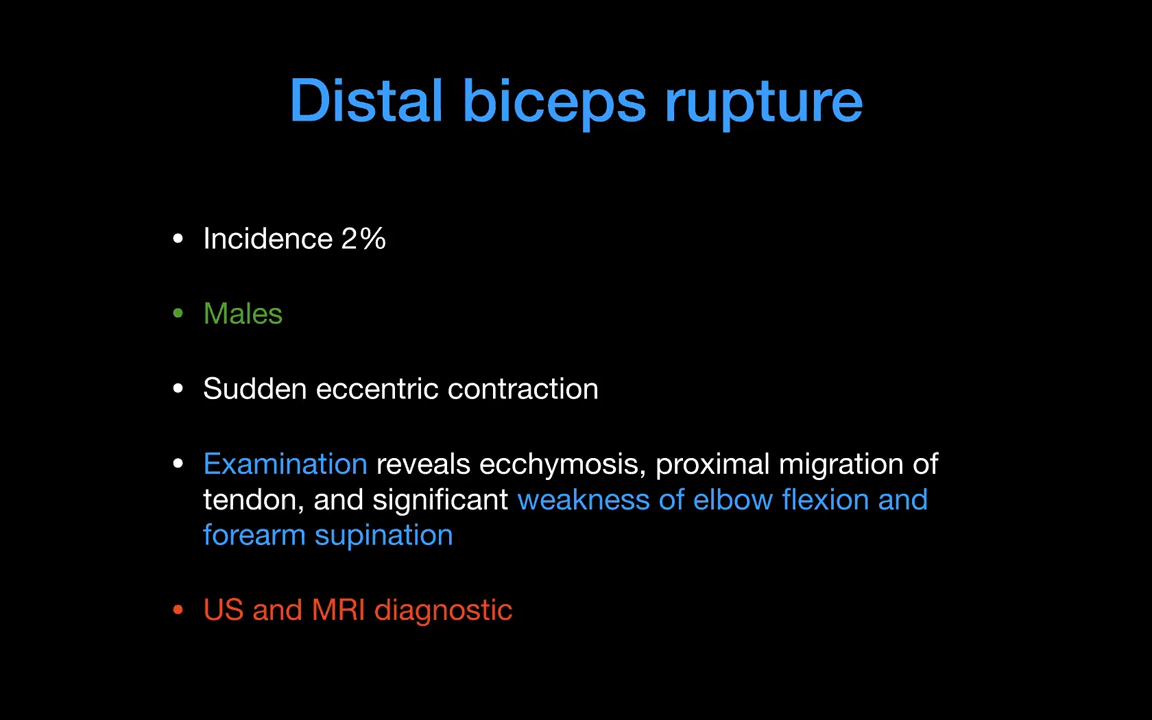 Distal biceps rupture
• Incidence 2%
• Males
• Sudden eccentric contraction
• Examination reveals ecchymosis, proximal migration of
tendon, and significant weakness of elbow flexion and
forearm supination
• US and MRI diagnostic